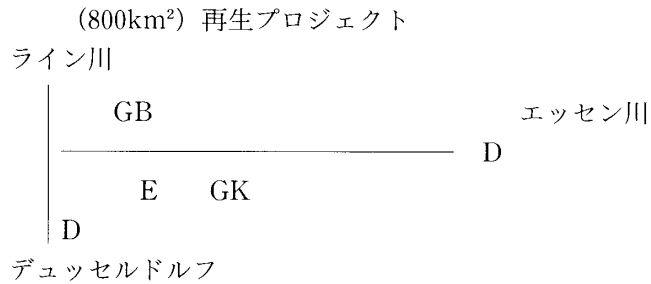 (800km²) 再生プロジェクト
ライン川
GB
エッセン川
D
E GK
D
デュッセルドルフ